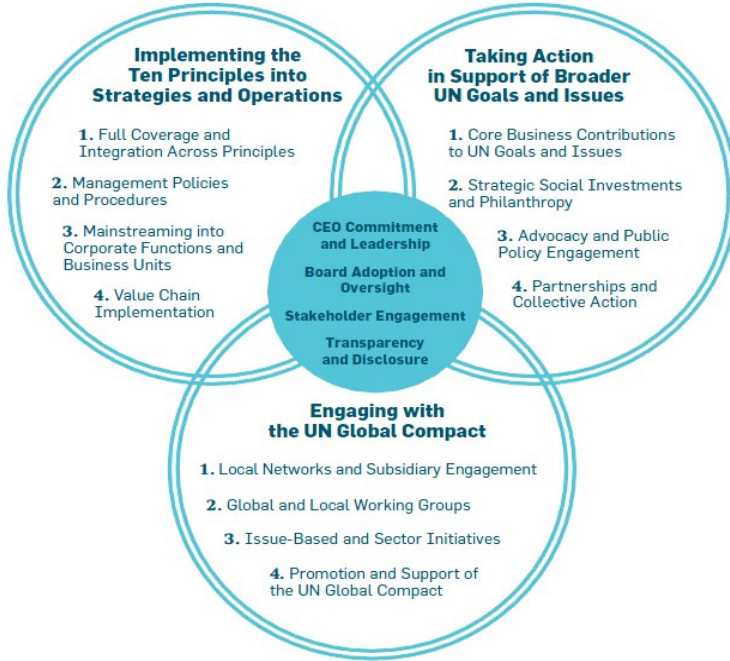 Implementing the
Ten Principles into
Strategies and Operations
1. Full Coverage and
Integration Across Principles
2. Management Policies
and Procedures
3. Mainstreaming into
Corporate Functions and
Business Units
4. Value Chain
Implementation
Taking Action
in Support of Broader
UN Goals and Issues
1. Core Business Contributions
to UN Goals and Issues
2. Strategic Social Investments
and Philanthropy
3. Advocacy and Public
Policy Engagement
4. Partnerships and
Collective Action
CEO Commitment
and Leadership
Board Adoption and
Oversight
Stakeholder Engagement
Transparency
and Disclosure
Engaging with
the UN Global Compact
1. Local Networks and Subsidiary Engagement
2. Global and Local Working Groups
3. Issue-Based and Sector Initiatives
4. Promotion and Support of
the UN Global Compact